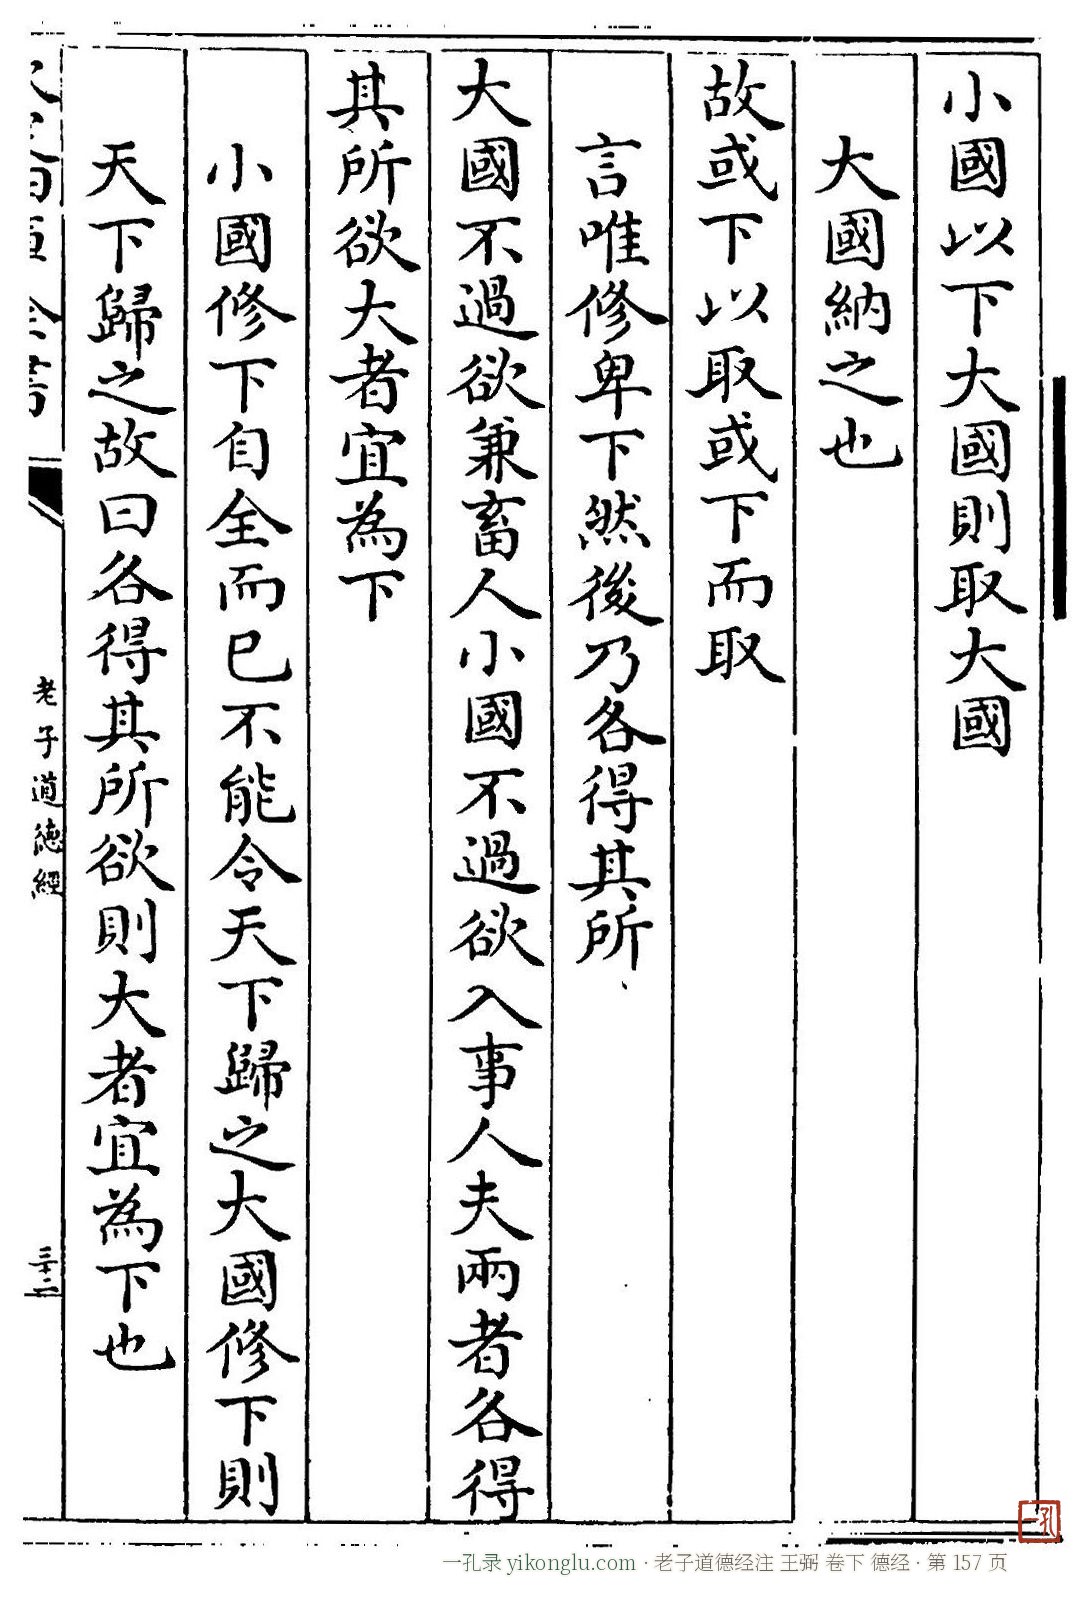 小國以下大國則取大國
大國納之也
故或下以取或下而取
言唯修卑下然後乃各得其所
大國不過欲兼畜人小國不過欲入事人夫兩者各得
其所欲大者宜為下
小國修下自全而已不能令天下歸之大國修下則
天下歸之故曰各得其所欲則大者宜為下也
老子道德經
三十二
一孔录 yikonglu.com · 老子道德经注 王弼 卷下 德经 · 第 157 页